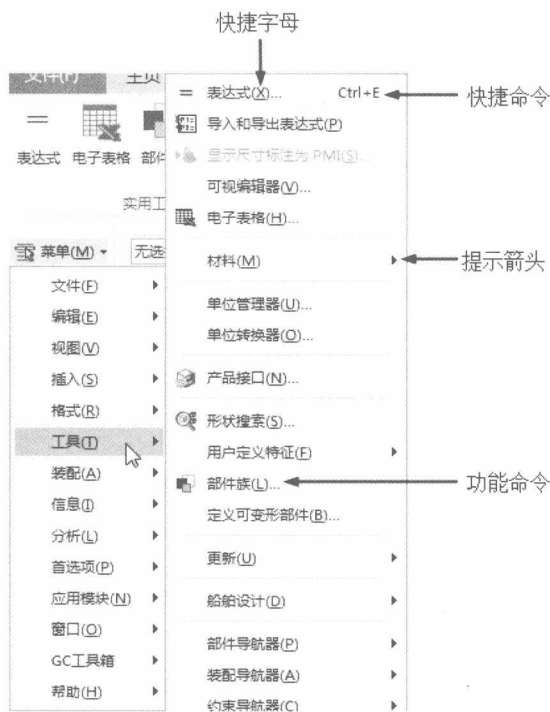 快捷字母
文件(F) 主页
表达式(X)... Ctrl+E
快捷命令
导入和导出表达式(P)
显示尺寸标注为 PMI(S)...
可视编辑器(V)...
电子表格(H)...
表达式 电子表格 部件
实用工
菜单(M) 无选
材料(M)
提示箭头
单位管理器(U)...
单位转换器(O)...
产品接口(N)...
形状搜索(S)...
用户定义特征(F)
部件族(L)...
功能命令
定义可变形部件(B)...
更新(U)
船舶设计(D)
部件导航器(P)
装配导航器(A)
约束导航器(C)
文件(F)
编辑(E)
视图(V)
插入(S)
格式(R)
工具(T)
装配(A)
信息(I)
分析(L)
首选项(P)
应用模块(N)
窗口(O)
GC工具箱
帮助(H)